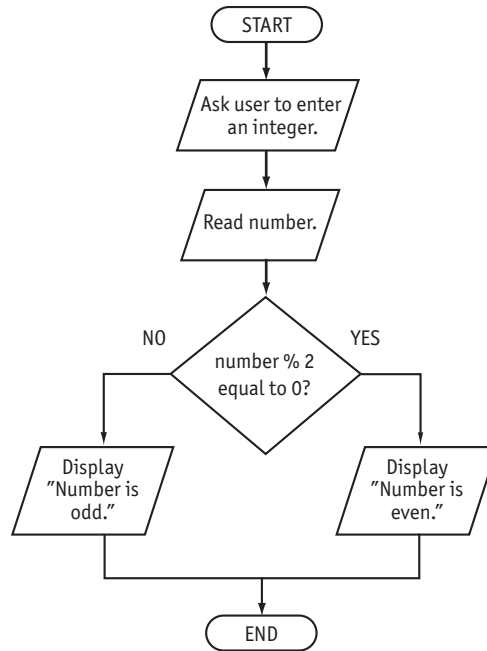 START
Ask user to enter
an integer.
Read number.
NO
YES
number % 2
equal to 0?
Display
"Number is
odd."
Display
"Number is
even."
END